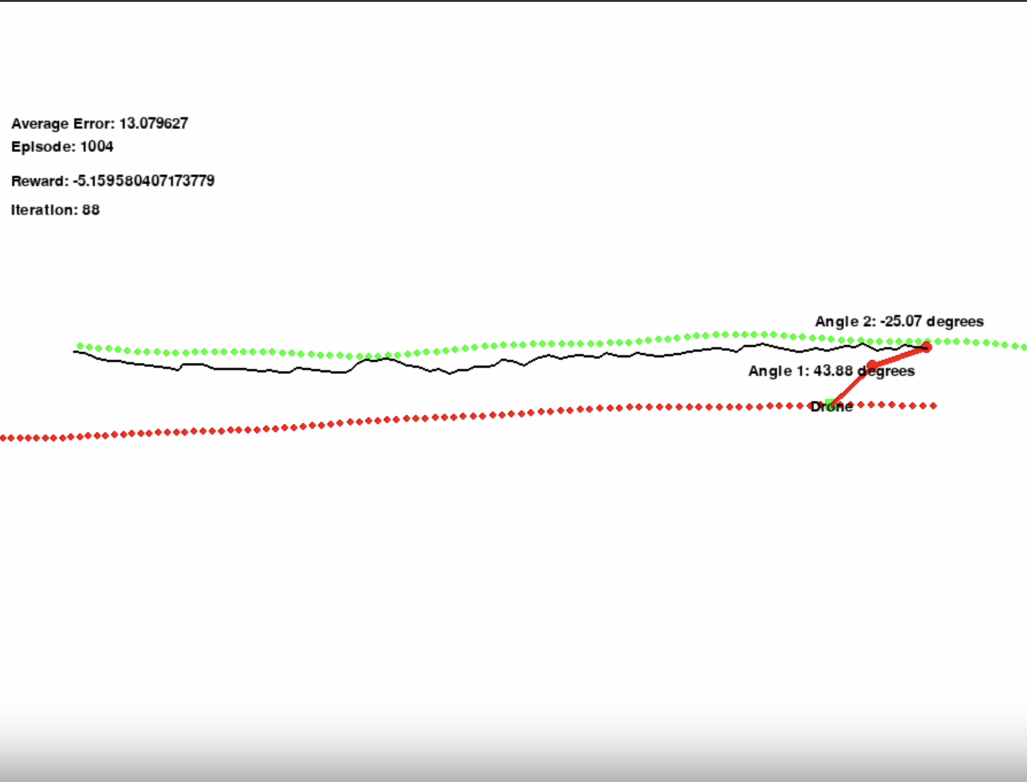 Average Error: 13.079627
Episode: 1004
Reward: -5.159580407173779
Iteration: 88
Angle 2: -25.07 degrees
Angle 1: 43.88 degrees
Drone